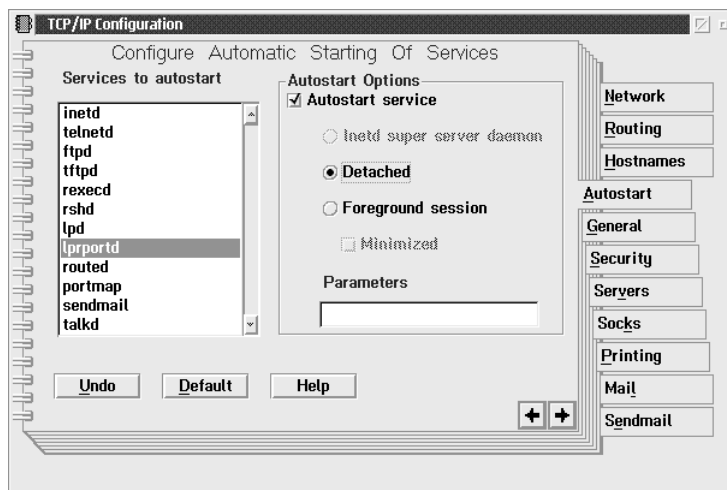 TCP/IP Configuration
Configure Automatic Starting Of Services
Services to autostart
inetd
telnetd
ftpd
tftpd
rexecd
rshd
lpd
lprportd
routed
portmap
sendmail
talkd
Autostart Options
Autostart service
Inetd super server daemon
Detached
Foreground session
Minimized
Parameters
Undo
Default
Help
Network
Routing
Hostnames
Autostart
General
Security
Servers
Socks
Printing
Mail
Sendmail